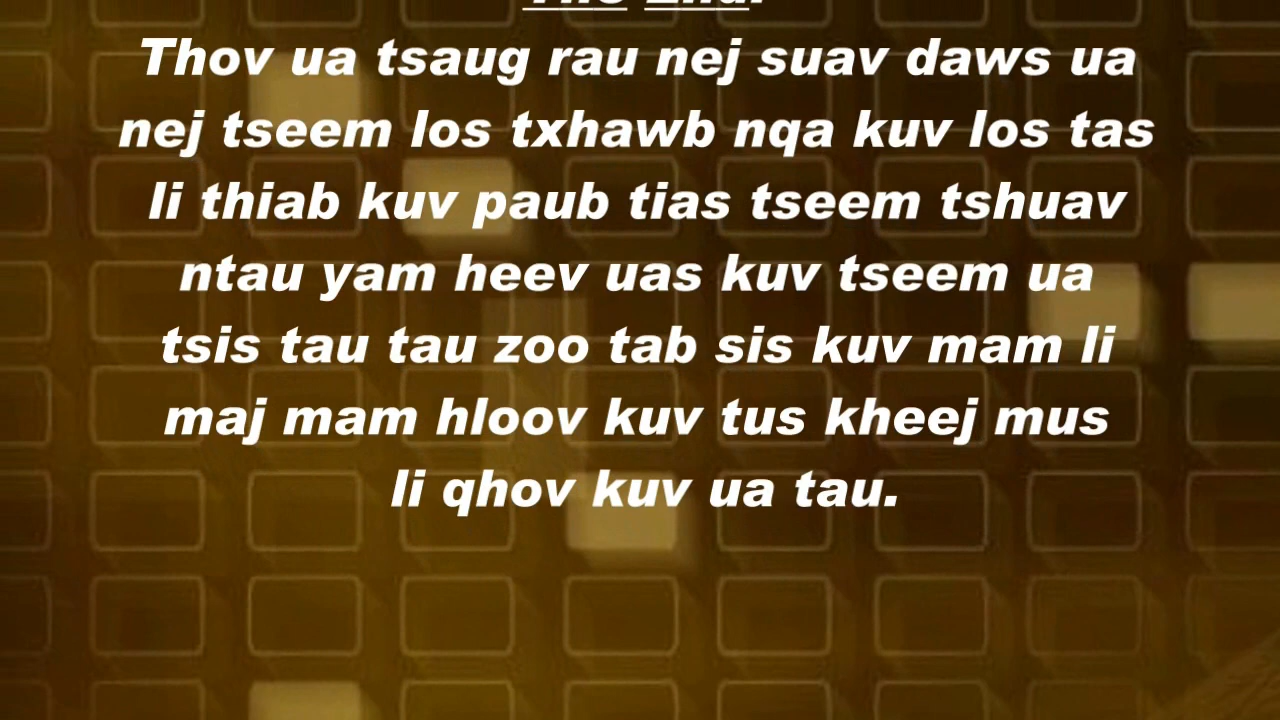 The End.
Thov ua tsaug rau nej suav daws ua
nej tseem los txhawb nqa kuv los tas
li thiab kuv paub tias tseem tshuav
ntau yam heev uas kuv tseem ua
tsis tau tau zoo tab sis kuv mam li
maj mam hloov kuv tus kheej mus
li qhov kuv ua tau.